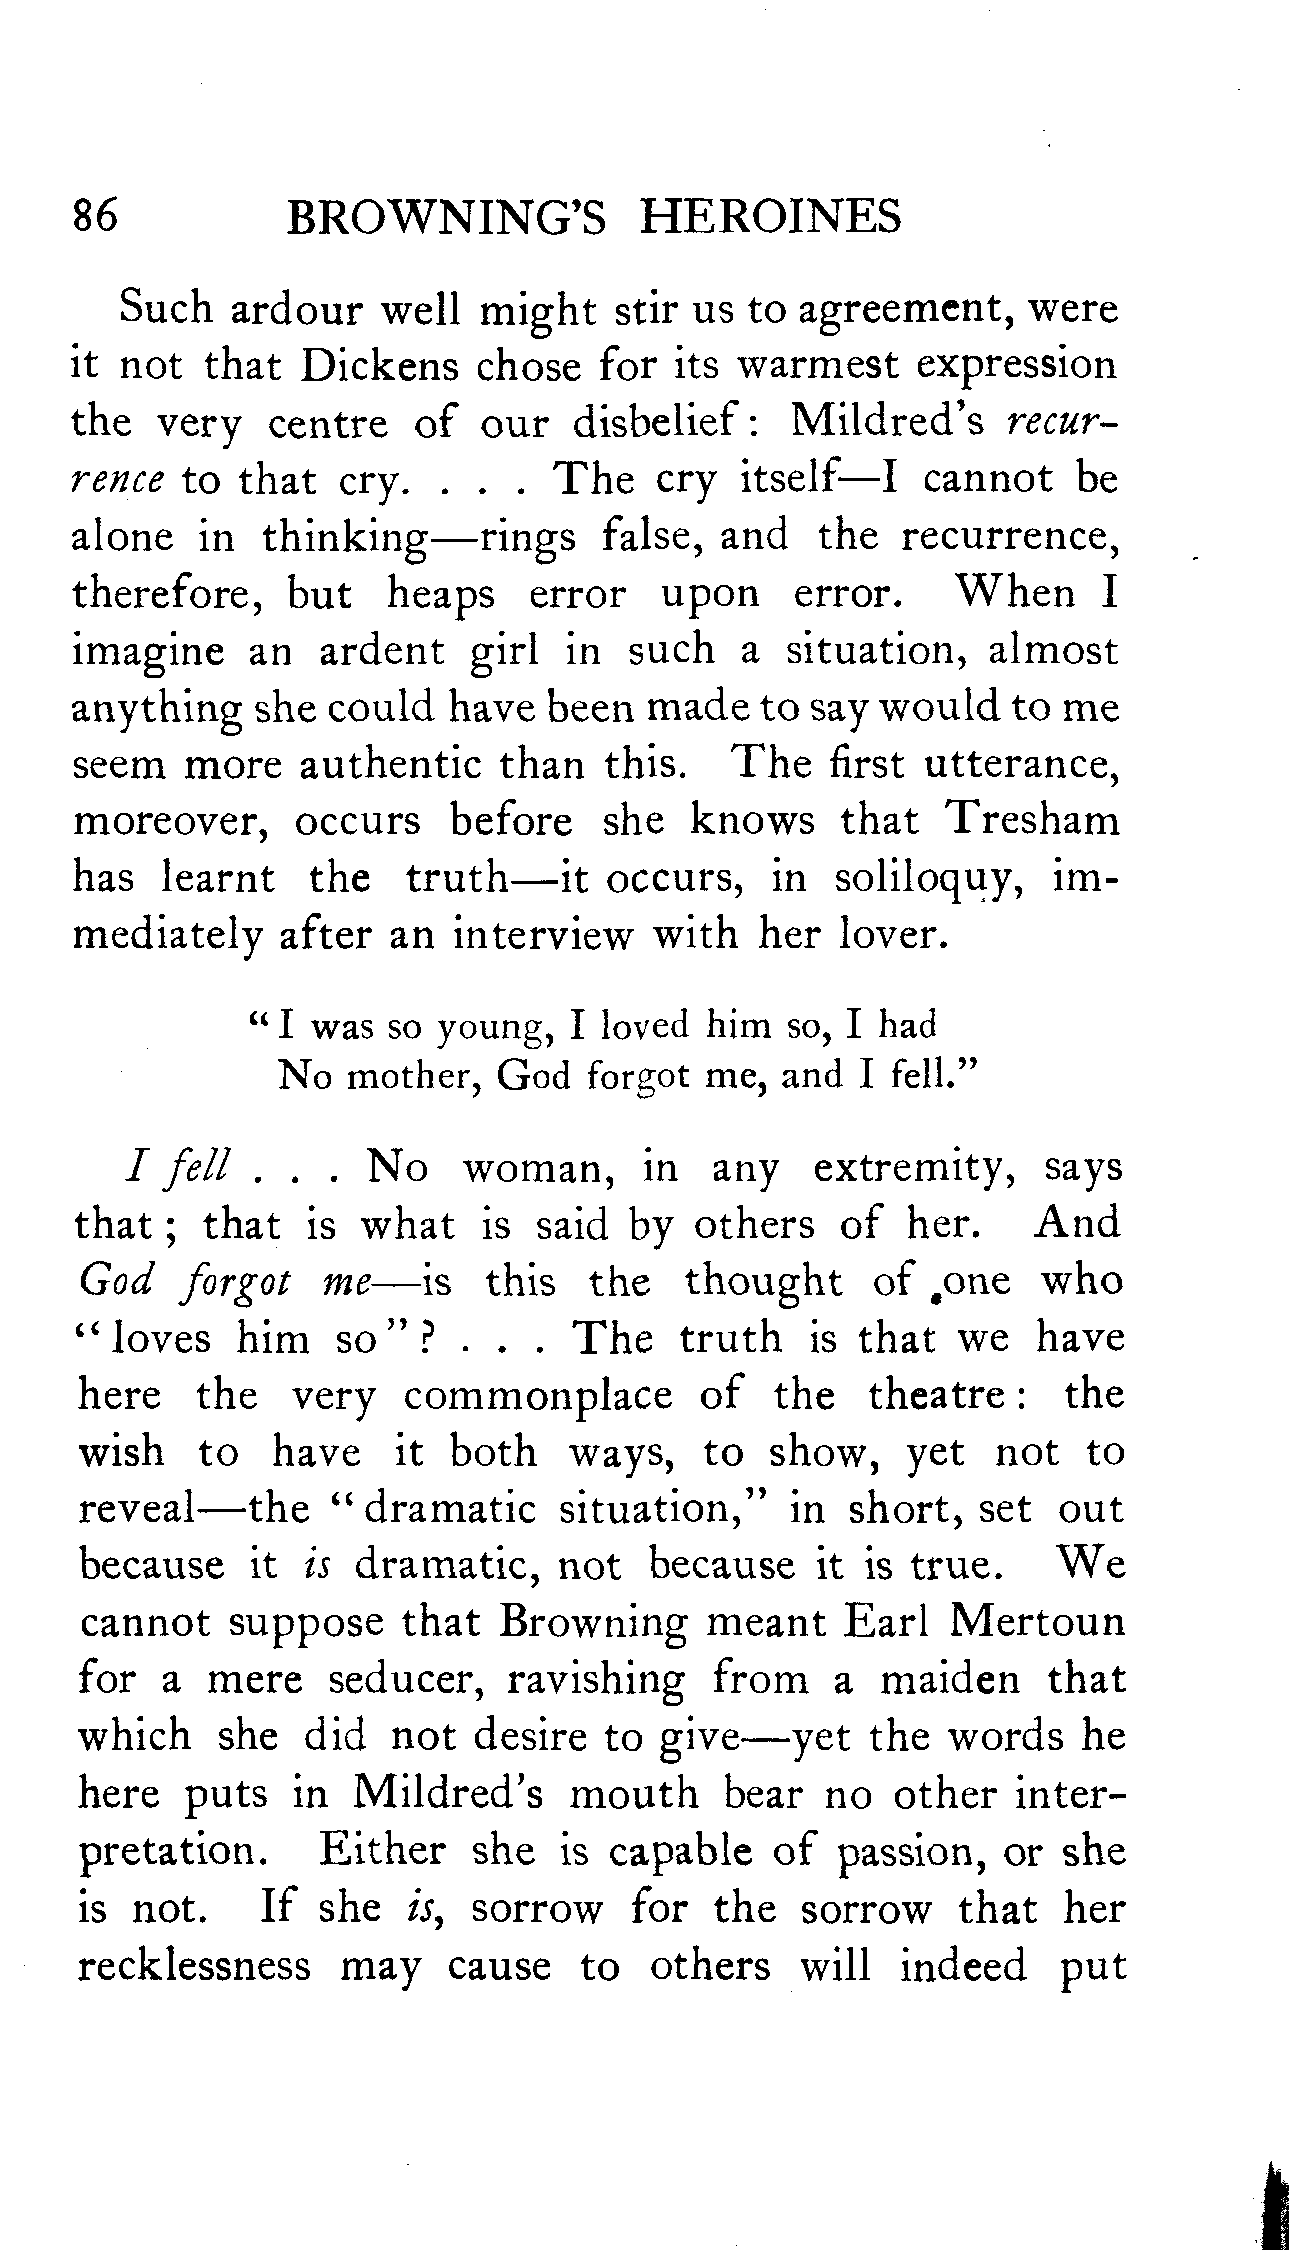 86 BROWNING'S HEROINES
Such ardour well might stir us to agreement, were
it not that Dickens chose for its warmest expression
the very centre of our disbelief: Mildred's recur-
rence to that cry. . . . The cry itself—I cannot be
alone in thinking—rings false, and the recurrence,
therefore, but heaps error upon error. When I
imagine an ardent girl in such a situation, almost
anything she could have been made to say would to me
seem more authentic than this. The first utterance,
moreover, occurs before she knows that Tresham
has learnt the truth—it occurs, in soliloquy, im-
mediately after an interview with her lover.
"I was so young, I loved him so, I had
No mother, God forgot me, and I fell."
I fell . . . No woman, in any extremity, says
that; that is what is said by others of her. And
God forgot me—is this the thought of one who
"loves him so"? . . . The truth is that we have
here the very commonplace of the theatre: the
wish to have it both ways, to show, yet not to
reveal—the "dramatic situation," in short, set out
because it is dramatic, not because it is true. We
cannot suppose that Browning meant Earl Mertoun
for a mere seducer, ravishing from a maiden that
which she did not desire to give—yet the words he
here puts in Mildred's mouth bear no other inter-
pretation. Either she is capable of passion, or she
is not. If she is, sorrow for the sorrow that her
recklessness may cause to others will indeed put